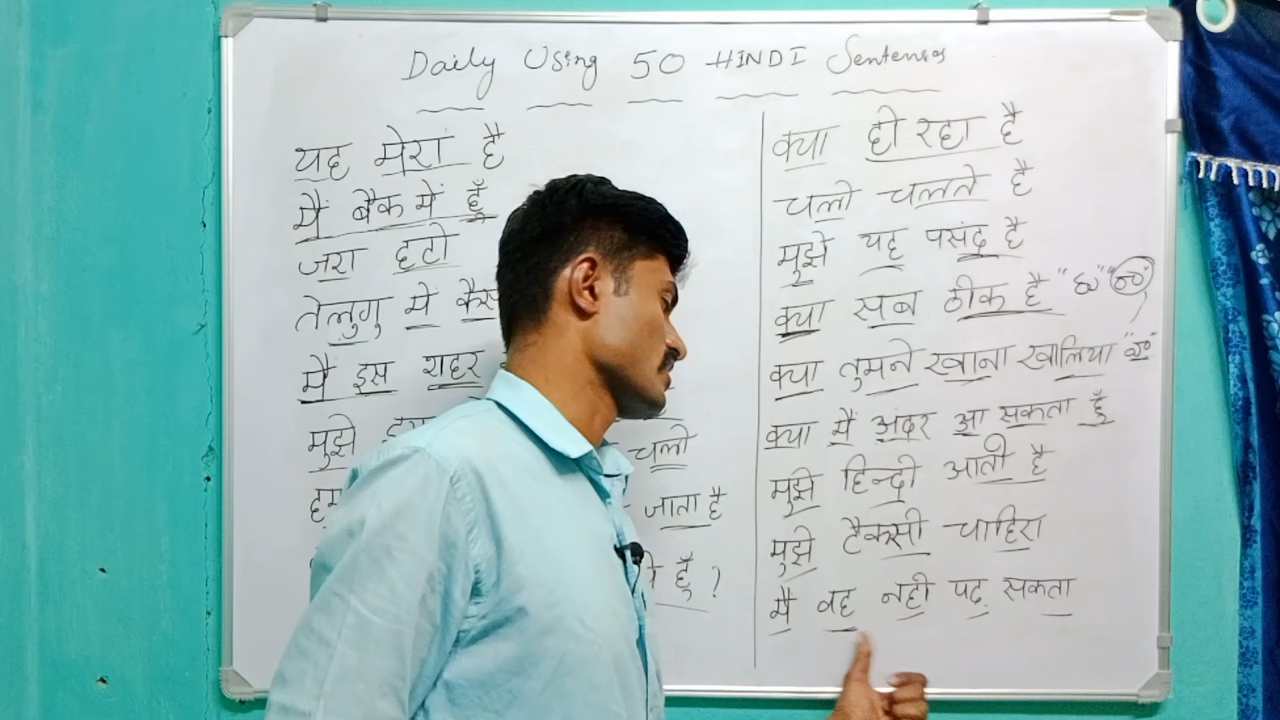 Daily Using 50 HINDI Sentenses
यह मेरा है
मैं बैंक में हूँ
जरा हटो
तेलुगु में
मैं इस शहर
मुझे चलो
जाता है
हूँ ?
क्या हो रहा है
चलो चलते है
मुझे यह पसंद है
क्या सब ठीक है
क्या तुमने खाना खालिया
क्या मैं अंदर आ सकता हूँ
मुझे हिन्दी आती है
मुझे टैकसी चाहिए
मैं वह नही पढ़ सकता